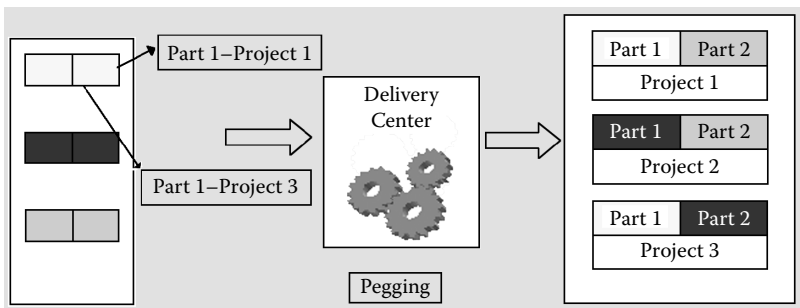 Part 1–Project 1
Part 1–Project 3
Delivery
Center
Pegging
Part 1 Part 2
Project 1
Part 1 Part 2
Project 2
Part 1 Part 2
Project 3